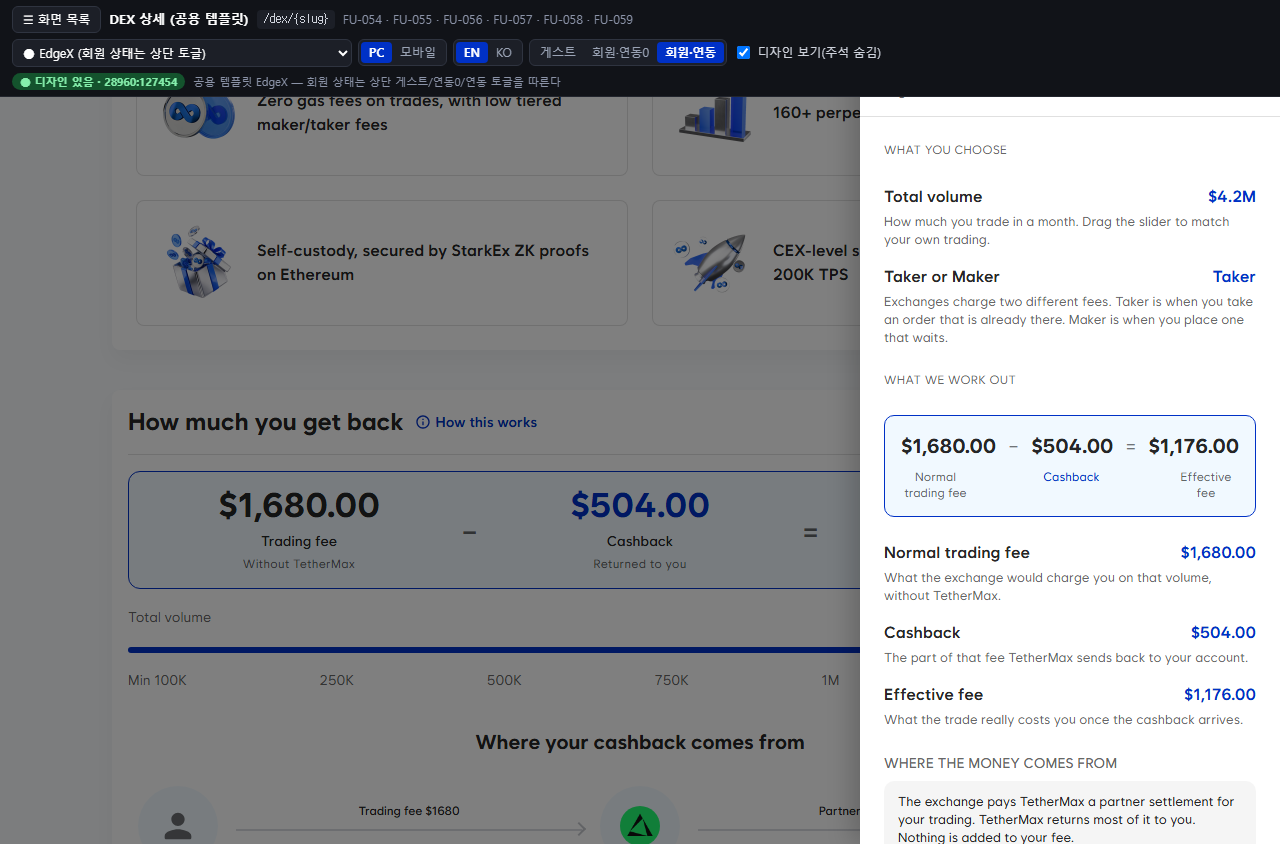 ☰ 화면 목록 DEX 상세 (공용 템플릿) /dex/{slug} FU-054 · FU-055 · FU-056 · FU-057 · FU-058 · FU-059
● EdgeX (회원 상태는 상단 토글) PC 모바일 EN KO 게스트 회원·연동0 회원·연동 디자인 보기(주석 숨김)
● 디자인 있음 · 28960:127454 공용 템플릿 EdgeX — 회원 상태는 상단 게스트/연동0/연동 토글을 따른다
Zero gas fees on trades, with low tiered
maker/taker fees
160+ perpe
Self-custody, secured by StarkEx ZK proofs
on Ethereum
CEX-level s
200K TPS
How much you get back How this works
$1,680.00 − $504.00 =
Trading fee Cashback
Without TetherMax Returned to you
Total volume
Min 100K 250K 500K 750K 1M
Where your cashback comes from
Trading fee $1680 Partner
WHAT YOU CHOOSE
Total volume $4.2M
How much you trade in a month. Drag the slider to match
your own trading.
Taker or Maker Taker
Exchanges charge two different fees. Taker is when you take
an order that is already there. Maker is when you place one
that waits.
WHAT WE WORK OUT
$1,680.00 − $504.00 = $1,176.00
Normal trading fee Cashback Effective fee
Normal trading fee $1,680.00
What the exchange would charge you on that volume,
without TetherMax.
Cashback $504.00
The part of that fee TetherMax sends back to your account.
Effective fee $1,176.00
What the trade really costs you once the cashback arrives.
WHERE THE MONEY COMES FROM
The exchange pays TetherMax a partner settlement for
your trading. TetherMax returns most of it to you.
Nothing is added to your fee.